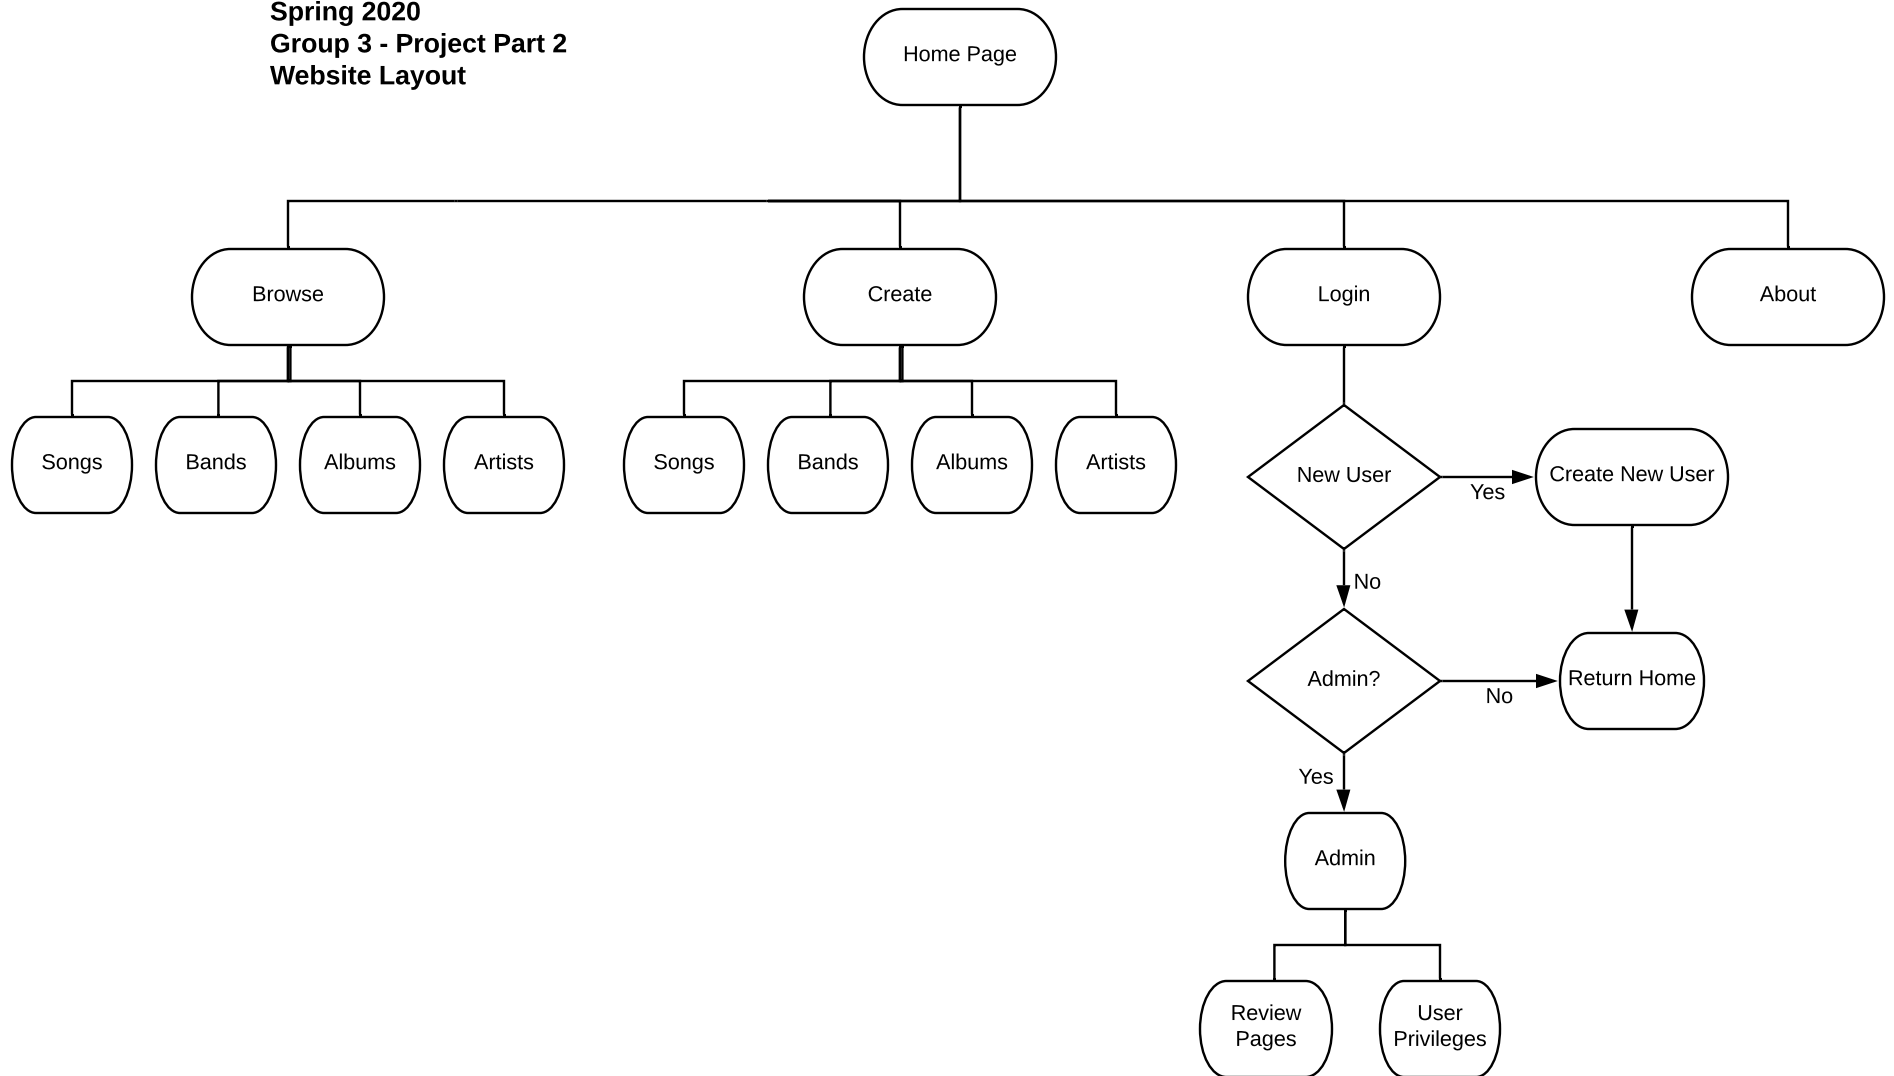 Spring 2020
Group 3 - Project Part 2
Website Layout
Home Page
Browse
Create
Login
About
Songs
Bands
Albums
Artists
Songs
Bands
Albums
Artists
New User
Yes
Create New User
No
Admin?
No
Return Home
Yes
Admin
Review
Pages
User
Privileges